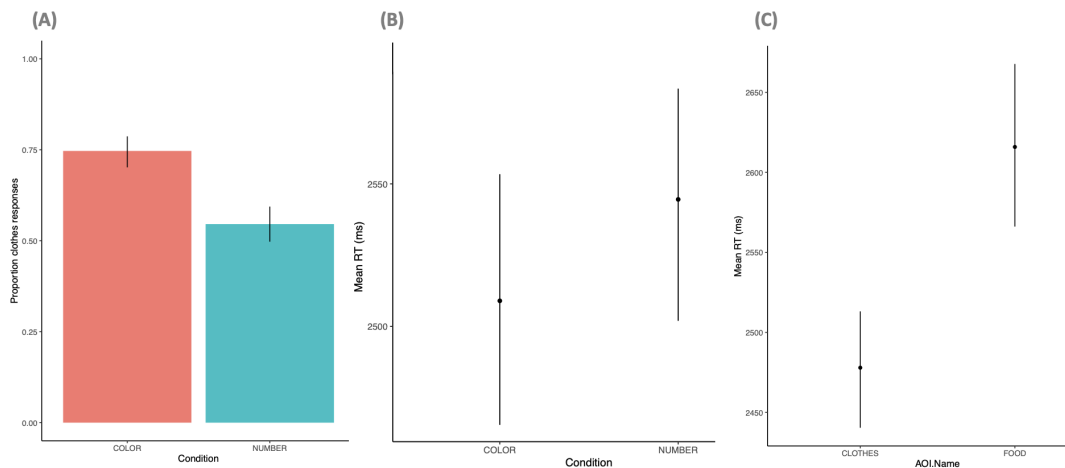 (A)
Proportion clothes responses
1.00
0.75
0.50
0.25
0.00
COLOR NUMBER
Condition
(B)
Mean RT (ms)
2550
2500
COLOR NUMBER
Condition
(C)
Mean RT (ms)
2650
2600
2550
2500
2450
CLOTHES FOOD
AOI.Name